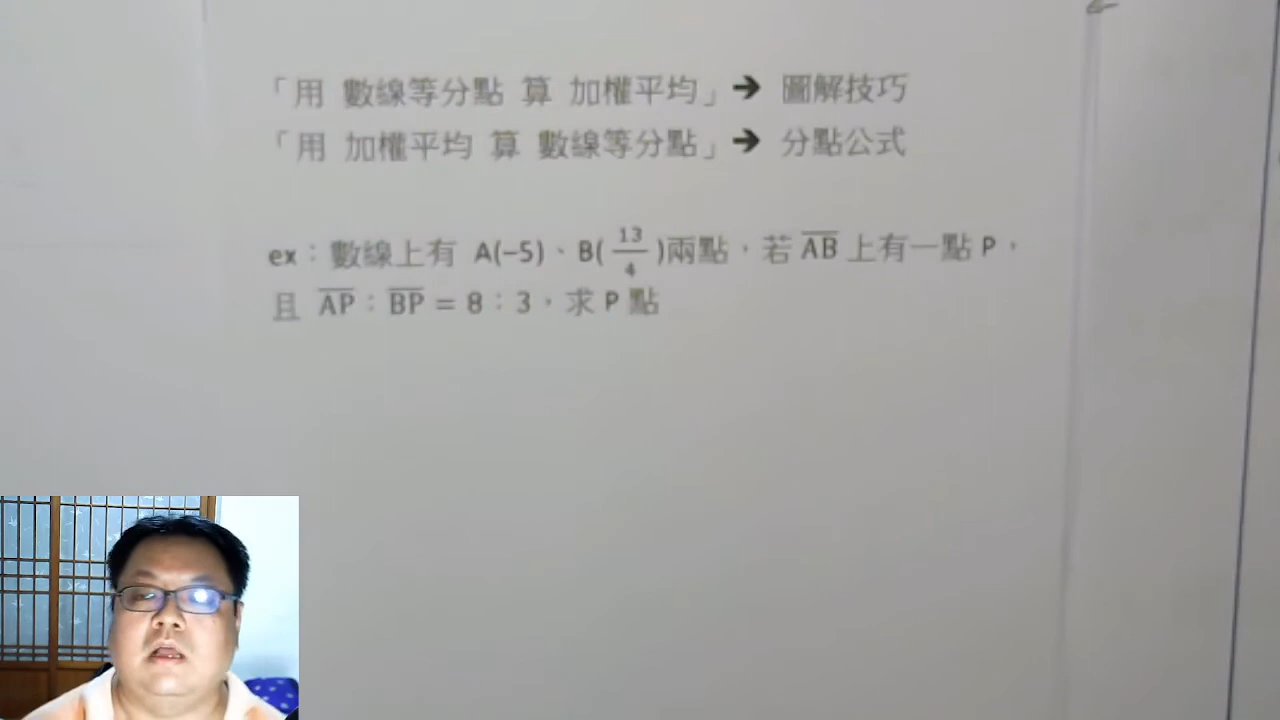 「用 數線等分點 算 加權平均」➔ 圖解技巧
「用 加權平均 算 數線等分點」➔ 分點公式
ex：數線上有 A(−5)、B(13/4)兩點，若 AB 上有一點 P，
且 AP：BP = 8：3，求 P 點